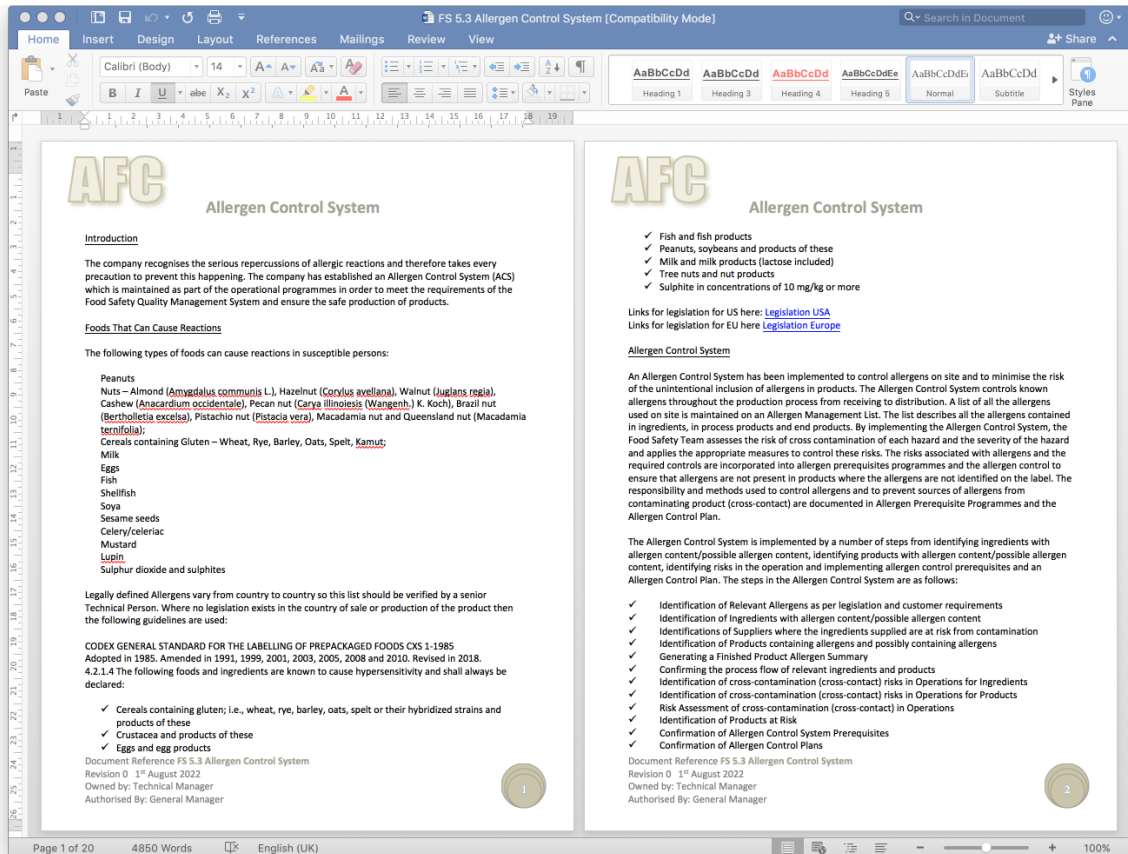 FS 5.3 Allergen Control System [Compatibility Mode]
Search in Document
Home Insert Design Layout References Mailings Review View
Share
Paste
Calibri (Body) 14
AaBbCcDd AaBbCcDd AaBbCcDd AaBbCcDdEe AaBbCcDdEe AaBbCcDd
Heading 1 Heading 3 Heading 4 Heading 5 Normal Subtitle
Styles Pane
AFC
Allergen Control System
Introduction
The company recognises the serious repercussions of allergic reactions and therefore takes every
precaution to prevent this happening. The company has established an Allergen Control System (ACS)
which is maintained as part of the operational programmes in order to meet the requirements of the
Food Safety Quality Management System and ensure the safe production of products.
Foods That Can Cause Reactions
The following types of foods can cause reactions in susceptible persons:
Peanuts
Nuts – Almond (Amygdalus communis L.), Hazelnut (Corylus avellana), Walnut (Juglans regia),
Cashew (Anacardium occidentale), Pecan nut (Carya illinoiesis (Wangenh.) K. Koch), Brazil nut
(Bertholletia excelsa), Pistachio nut (Pistacia vera), Macadamia nut and Queensland nut (Macadamia
ternifolia);
Cereals containing Gluten – Wheat, Rye, Barley, Oats, Spelt, Kamut;
Milk
Eggs
Fish
Shellfish
Soya
Sesame seeds
Celery/celeriac
Mustard
Lupin
Sulphur dioxide and sulphites
Legally defined Allergens vary from country to country so this list should be verified by a senior
Technical Person. Where no legislation exists in the country of sale or production of the product then
the following guidelines are used:
CODEX GENERAL STANDARD FOR THE LABELLING OF PREPACKAGED FOODS CXS 1-1985
Adopted in 1985. Amended in 1991, 1999, 2001, 2003, 2005, 2008 and 2010. Revised in 2018.
4.2.1.4 The following foods and ingredients are known to cause hypersensitivity and shall always be
declared:
✓ Cereals containing gluten; i.e., wheat, rye, barley, oats, spelt or their hybridized strains and
products of these
✓ Crustacea and products of these
✓ Eggs and egg products
Document Reference FS 5.3 Allergen Control System
Revision 0 1st August 2022
Owned by: Technical Manager
Authorised By: General Manager
1
AFC
Allergen Control System
✓ Fish and fish products
✓ Peanuts, soybeans and products of these
✓ Milk and milk products (lactose included)
✓ Tree nuts and nut products
✓ Sulphite in concentrations of 10 mg/kg or more
Links for legislation for US here: Legislation USA
Links for legislation for EU here Legislation Europe
Allergen Control System
An Allergen Control System has been implemented to control allergens on site and to minimise the risk
of the unintentional inclusion of allergens in products. The Allergen Control System controls known
allergens throughout the production process from receiving to distribution. A list of all the allergens
used on site is maintained on an Allergen Management List. The list describes all the allergens contained
in ingredients, in process products and end products. By implementing the Allergen Control System, the
Food Safety Team assesses the risk of cross contamination of each hazard and the severity of the hazard
and applies the appropriate measures to control these risks. The risks associated with allergens and the
required controls are incorporated into allergen prerequisites programmes and the allergen control to
ensure that allergens are not present in products where the allergens are not identified on the label. The
responsibility and methods used to control allergens and to prevent sources of allergens from
contaminating product (cross-contact) are documented in Allergen Prerequisite Programmes and the
Allergen Control Plan.
The Allergen Control System is implemented by a number of steps from identifying ingredients with
allergen content/possible allergen content, identifying products with allergen content/possible allergen
content, identifying risks in the operation and implementing allergen control prerequisites and an
Allergen Control Plan. The steps in the Allergen Control System are as follows:
✓ Identification of Relevant Allergens as per legislation and customer requirements
✓ Identification of Ingredients with allergen content/possible allergen content
✓ Identifications of Suppliers where the ingredients supplied are at risk from contamination
✓ Identification of Products containing allergens and possibly containing allergens
✓ Generating a Finished Product Allergen Summary
✓ Confirming the process flow of relevant ingredients and products
✓ Identification of cross-contamination (cross-contact) risks in Operations for Ingredients
✓ Identification of cross-contamination (cross-contact) risks in Operations for Products
✓ Risk Assessment of cross-contamination (cross-contact) in Operations
✓ Identification of Products at Risk
✓ Confirmation of Allergen Control System Prerequisites
✓ Confirmation of Allergen Control Plans
Document Reference FS 5.3 Allergen Control System
Revision 0 1st August 2022
Owned by: Technical Manager
Authorised By: General Manager
2
Page 1 of 20 4850 Words English (UK) 100%